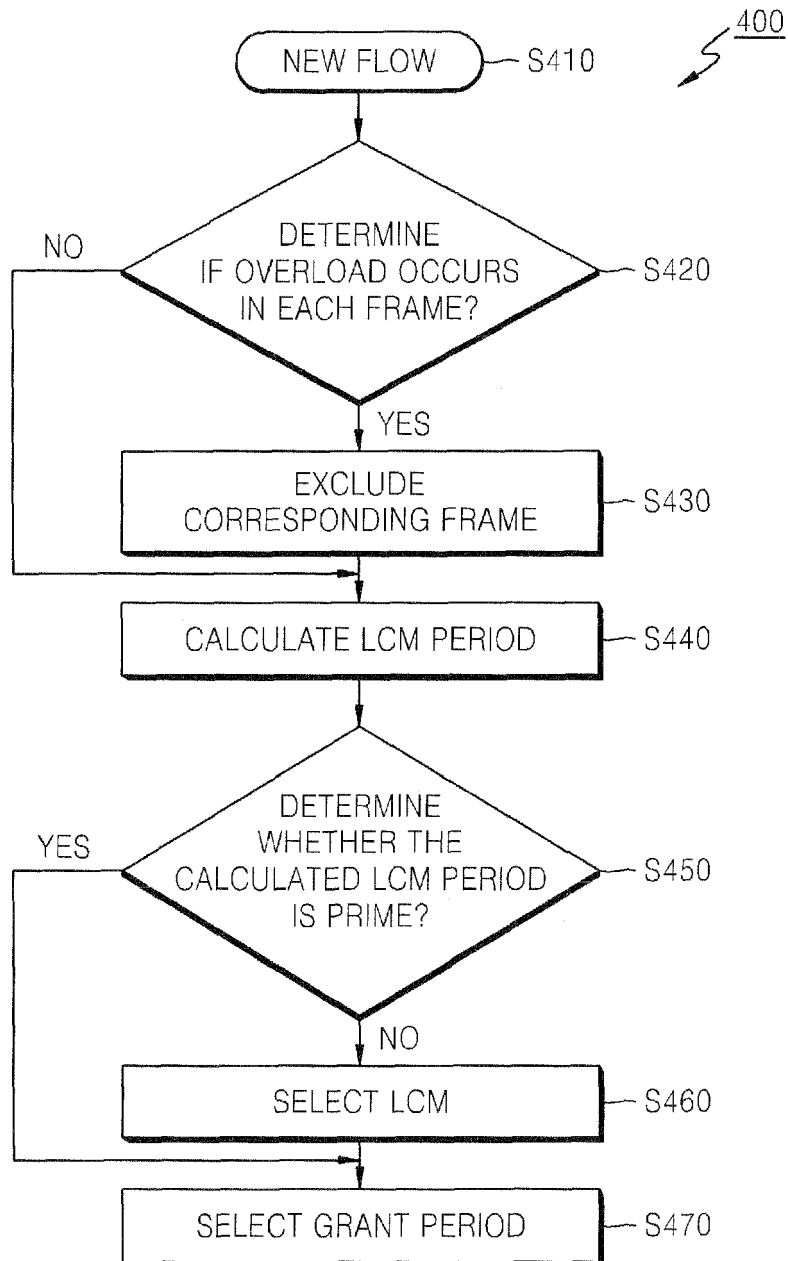 400
NEW FLOW
S410
NO
DETERMINE
IF OVERLOAD OCCURS
IN EACH FRAME?
S420
YES
EXCLUDE
CORRESPONDING FRAME
S430
CALCULATE LCM PERIOD
S440
YES
DETERMINE
WHETHER THE
CALCULATED LCM PERIOD
IS PRIME?
S450
NO
SELECT LCM
S460
SELECT GRANT PERIOD
S470